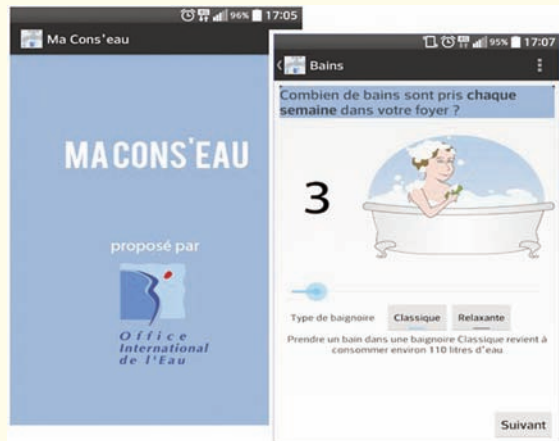 96% 17:05
Ma Cons'eau
MA CONS'EAU
proposé par
Office
International
de l'Eau
95% 17:07
Bains
Combien de bains sont pris chaque
semaine dans votre foyer ?
3
Type de baignoire Classique Relaxante
Prendre un bain dans une baignoire Classique revient à
consommer environ 110 litres d'eau
Suivant